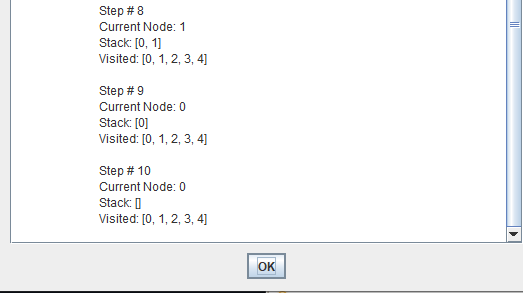 Step # 8
Current Node: 1
Stack: [0, 1]
Visited: [0, 1, 2, 3, 4]
Step # 9
Current Node: 0
Stack: [0]
Visited: [0, 1, 2, 3, 4]
Step # 10
Current Node: 0
Stack: []
Visited: [0, 1, 2, 3, 4]
OK